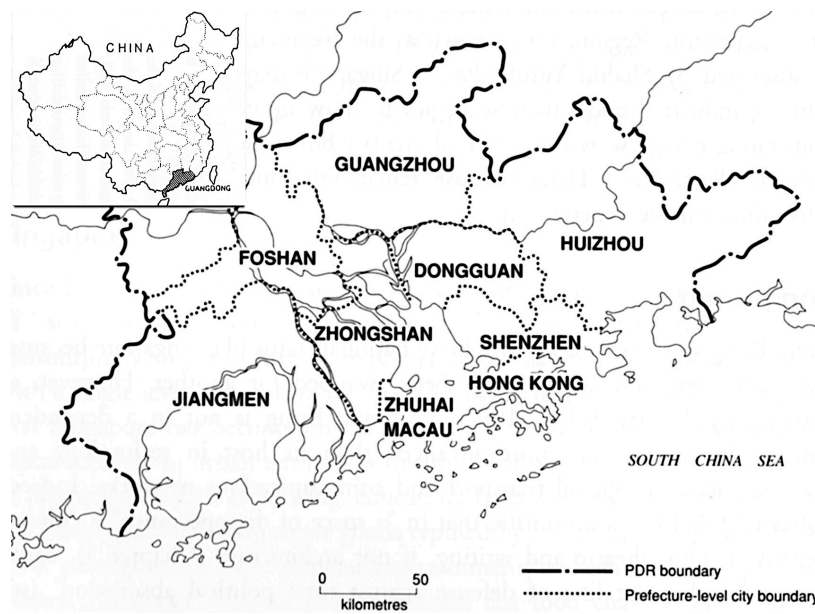 CHINA
GUANGDONG
GUANGZHOU
HUIZHOU
FOSHAN
DONGGUAN
ZHONGSHAN
SHENZHEN
HONG KONG
JIANGMEN
ZHUHAI
MACAU
SOUTH CHINA SEA
0 50
kilometres
PDR boundary
Prefecture-level city boundary